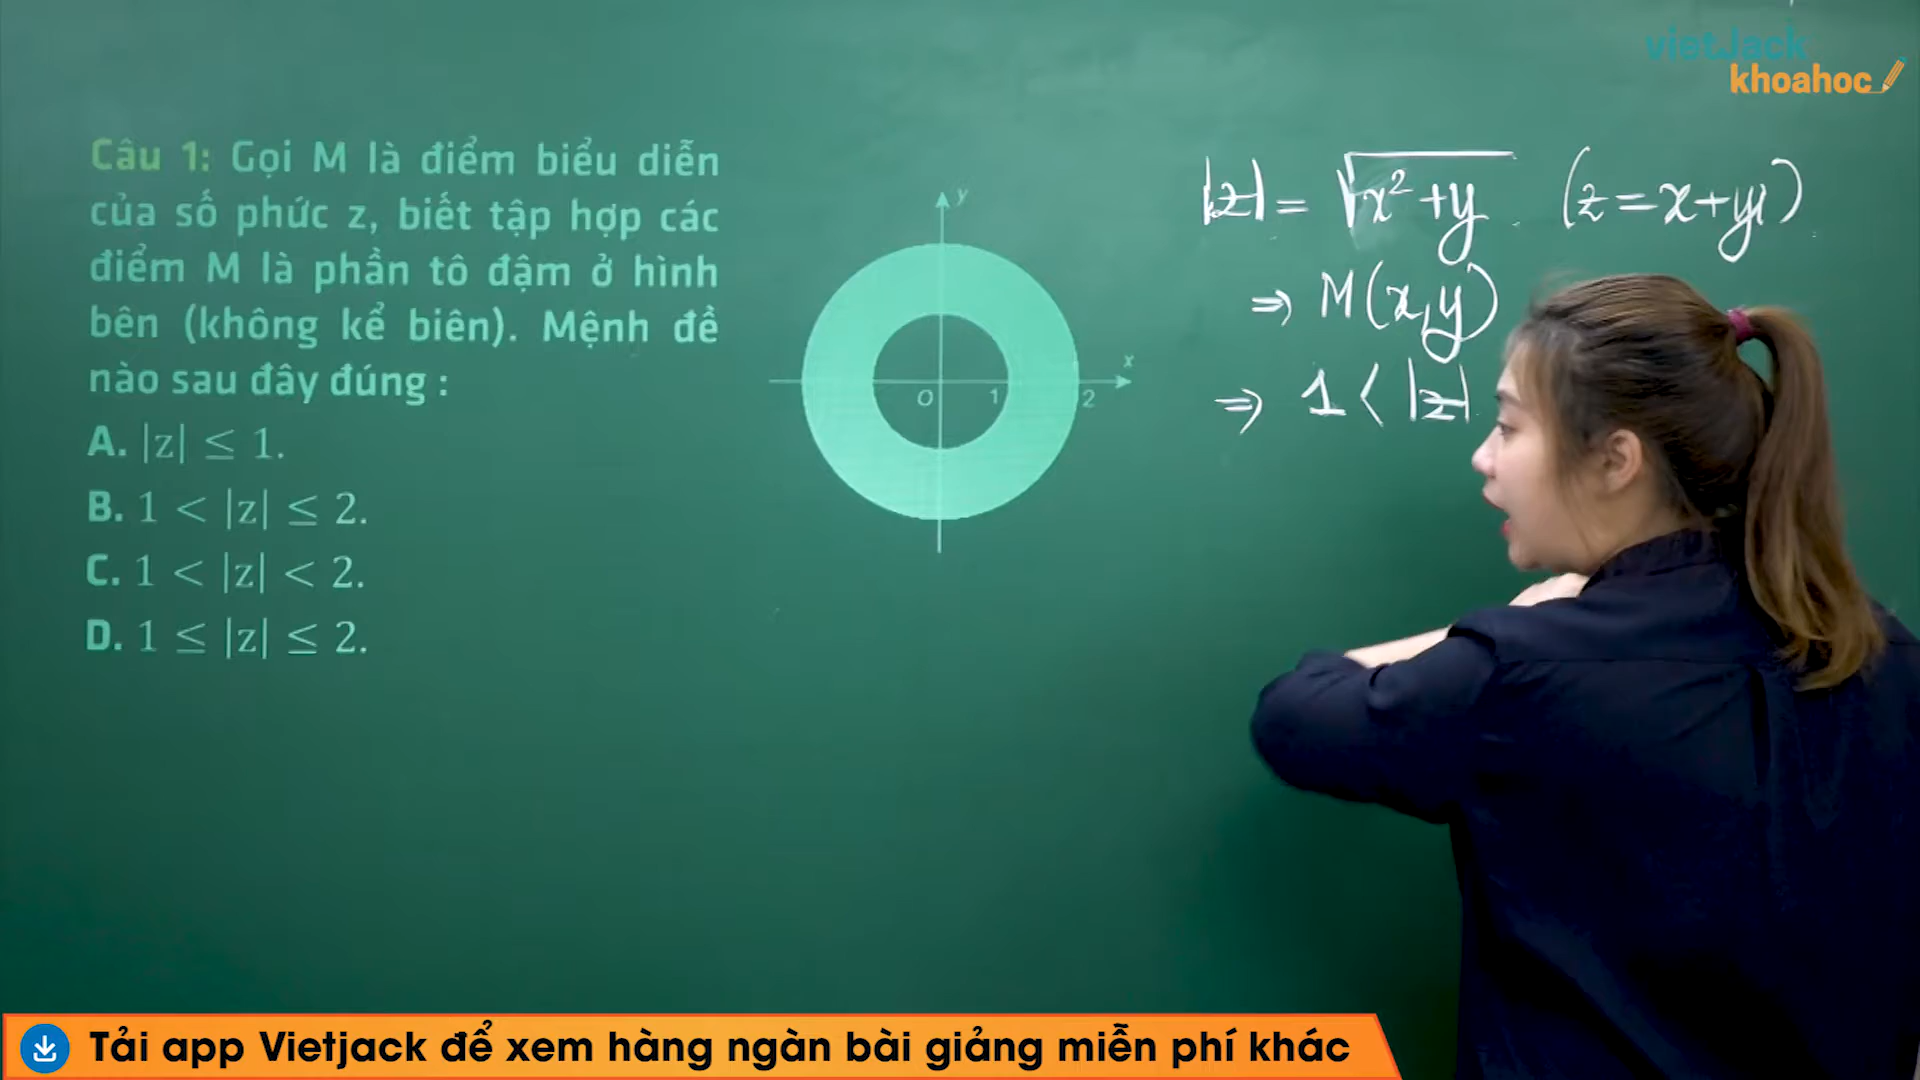 vietJack
khoahoc
Câu 1: Gọi M là điểm biểu diễn
của số phức z, biết tập hợp các
điểm M là phần tô đậm ở hình
bên (không kể biên). Mệnh đề
nào sau đây đúng :
A. |z| ≤ 1.
B. 1 < |z| ≤ 2.
C. 1 < |z| < 2.
D. 1 ≤ |z| ≤ 2.
y
x
O 1 2
|z| = √x²+y (z = x+yi)
⇒ M(x,y)
⇒ 1 < |z|
Tải app Vietjack để xem hàng ngàn bài giảng miễn phí khác